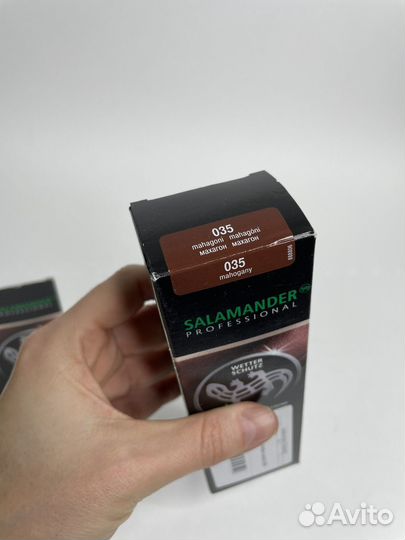 035
mahagoni mahagóni
махагон махагон
035
mahogany
SALAMANDER
PROFESSIONAL
WETTER
SCHUTZ
Avito